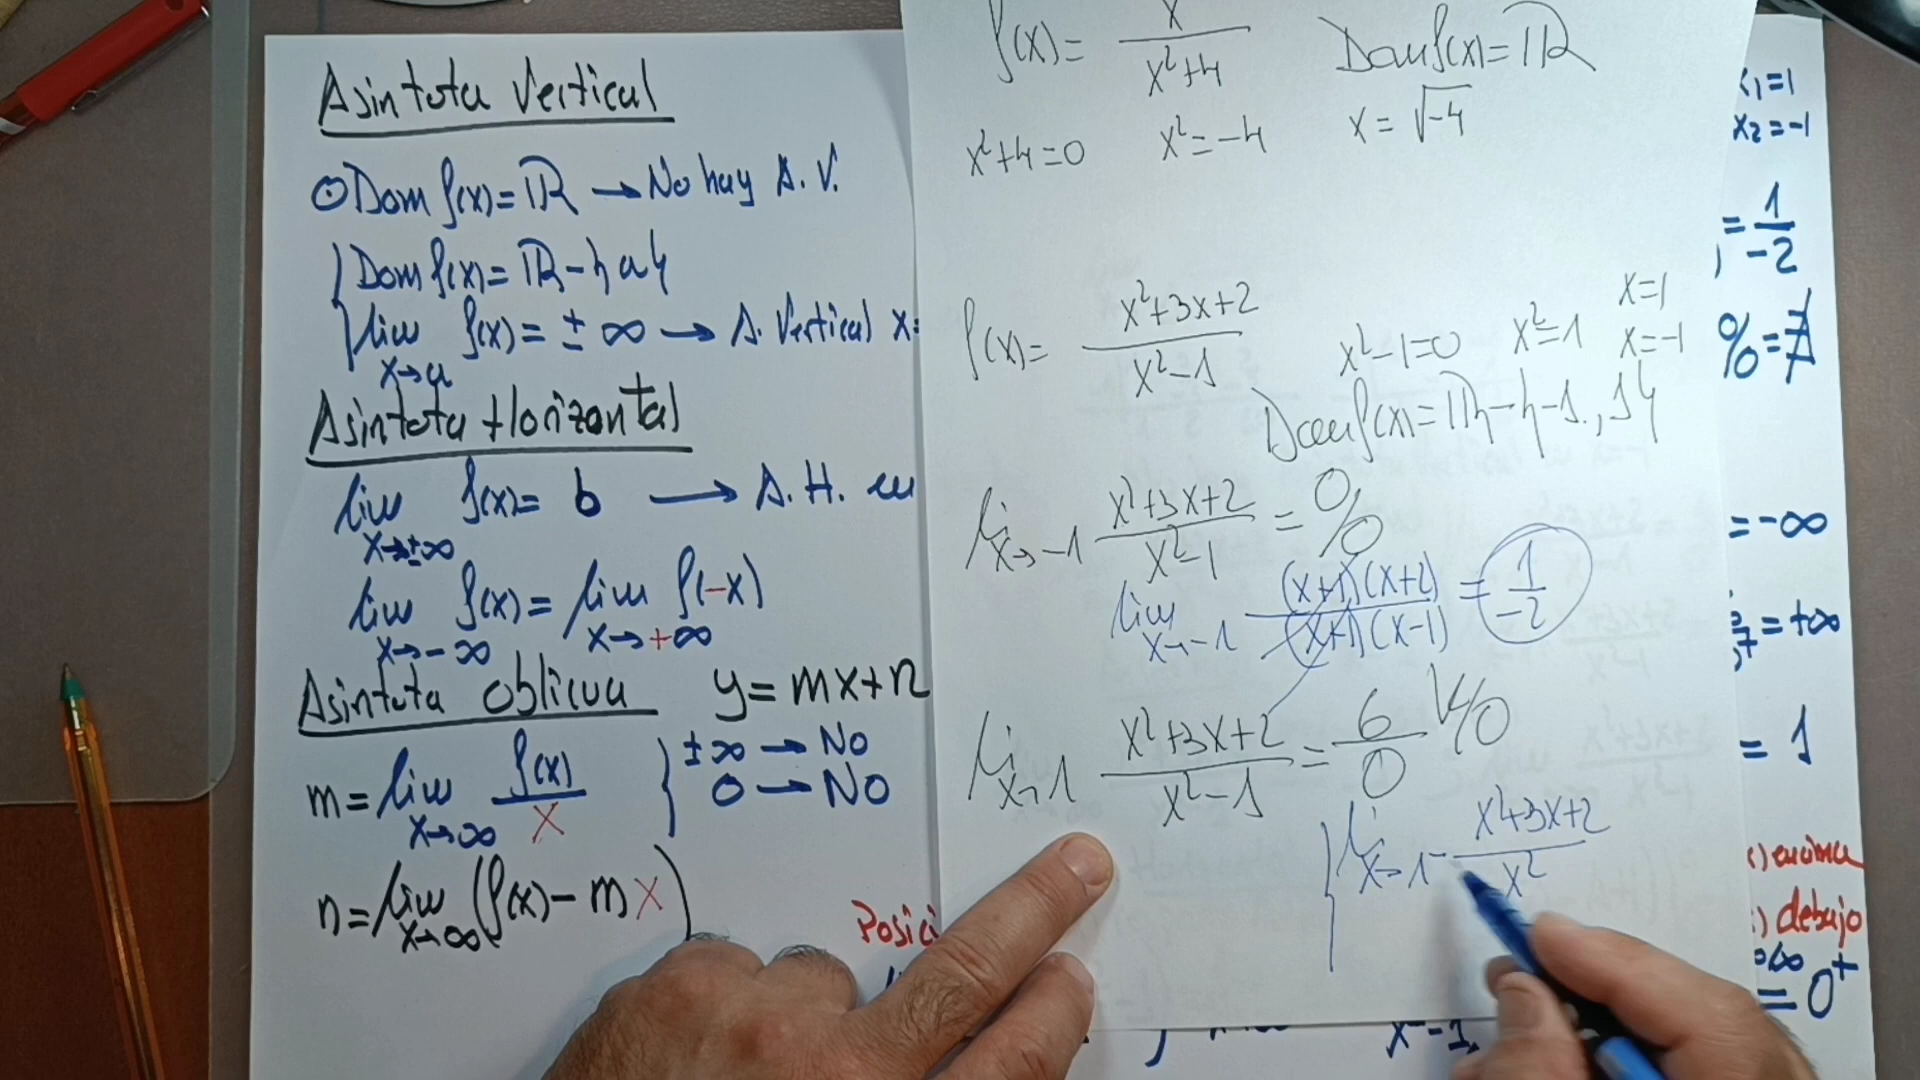 Asintota Vertical
⊙ Dom f(x) = ℝ → No hay A. V.
Dom f(x) = ℝ - {a}
lim x→a f(x) = ± ∞ → A. Vertical x=
Asintota Horizontal
lim x→±∞ f(x) = b → A. H. en
lim x→-∞ f(x) = lim x→+∞ f(-x)
Asintota oblicua y = mx+n
m = lim x→∞ f(x)/x } ±∞ → No
0 → No
n = lim x→∞ (f(x) - mx)
Posici
f(x) = x/(x²+4) Dom f(x) = ℝ
x²+4=0 x²=-4 x = √-4
f(x) = (x²+3x+2)/(x²-1) x²-1=0 x²=1 x=1
x=-1
Dom f(x) = ℝ - {-1, 1}
lim x→-1 (x²+3x+2)/(x²-1) = 0/0
lim x→-1 (x+1)(x+2)/(x+1)(x-1) = 1/-2
lim x→1 (x²+3x+2)/(x²-1) = 6/0 K/0
lim x→1⁻ (x²+3x+2)/x²
x₁=1
x₂=-1
= 1/-2
%=∄
= -∞
= +∞
= 1
) encima
) debajo
= 0⁺